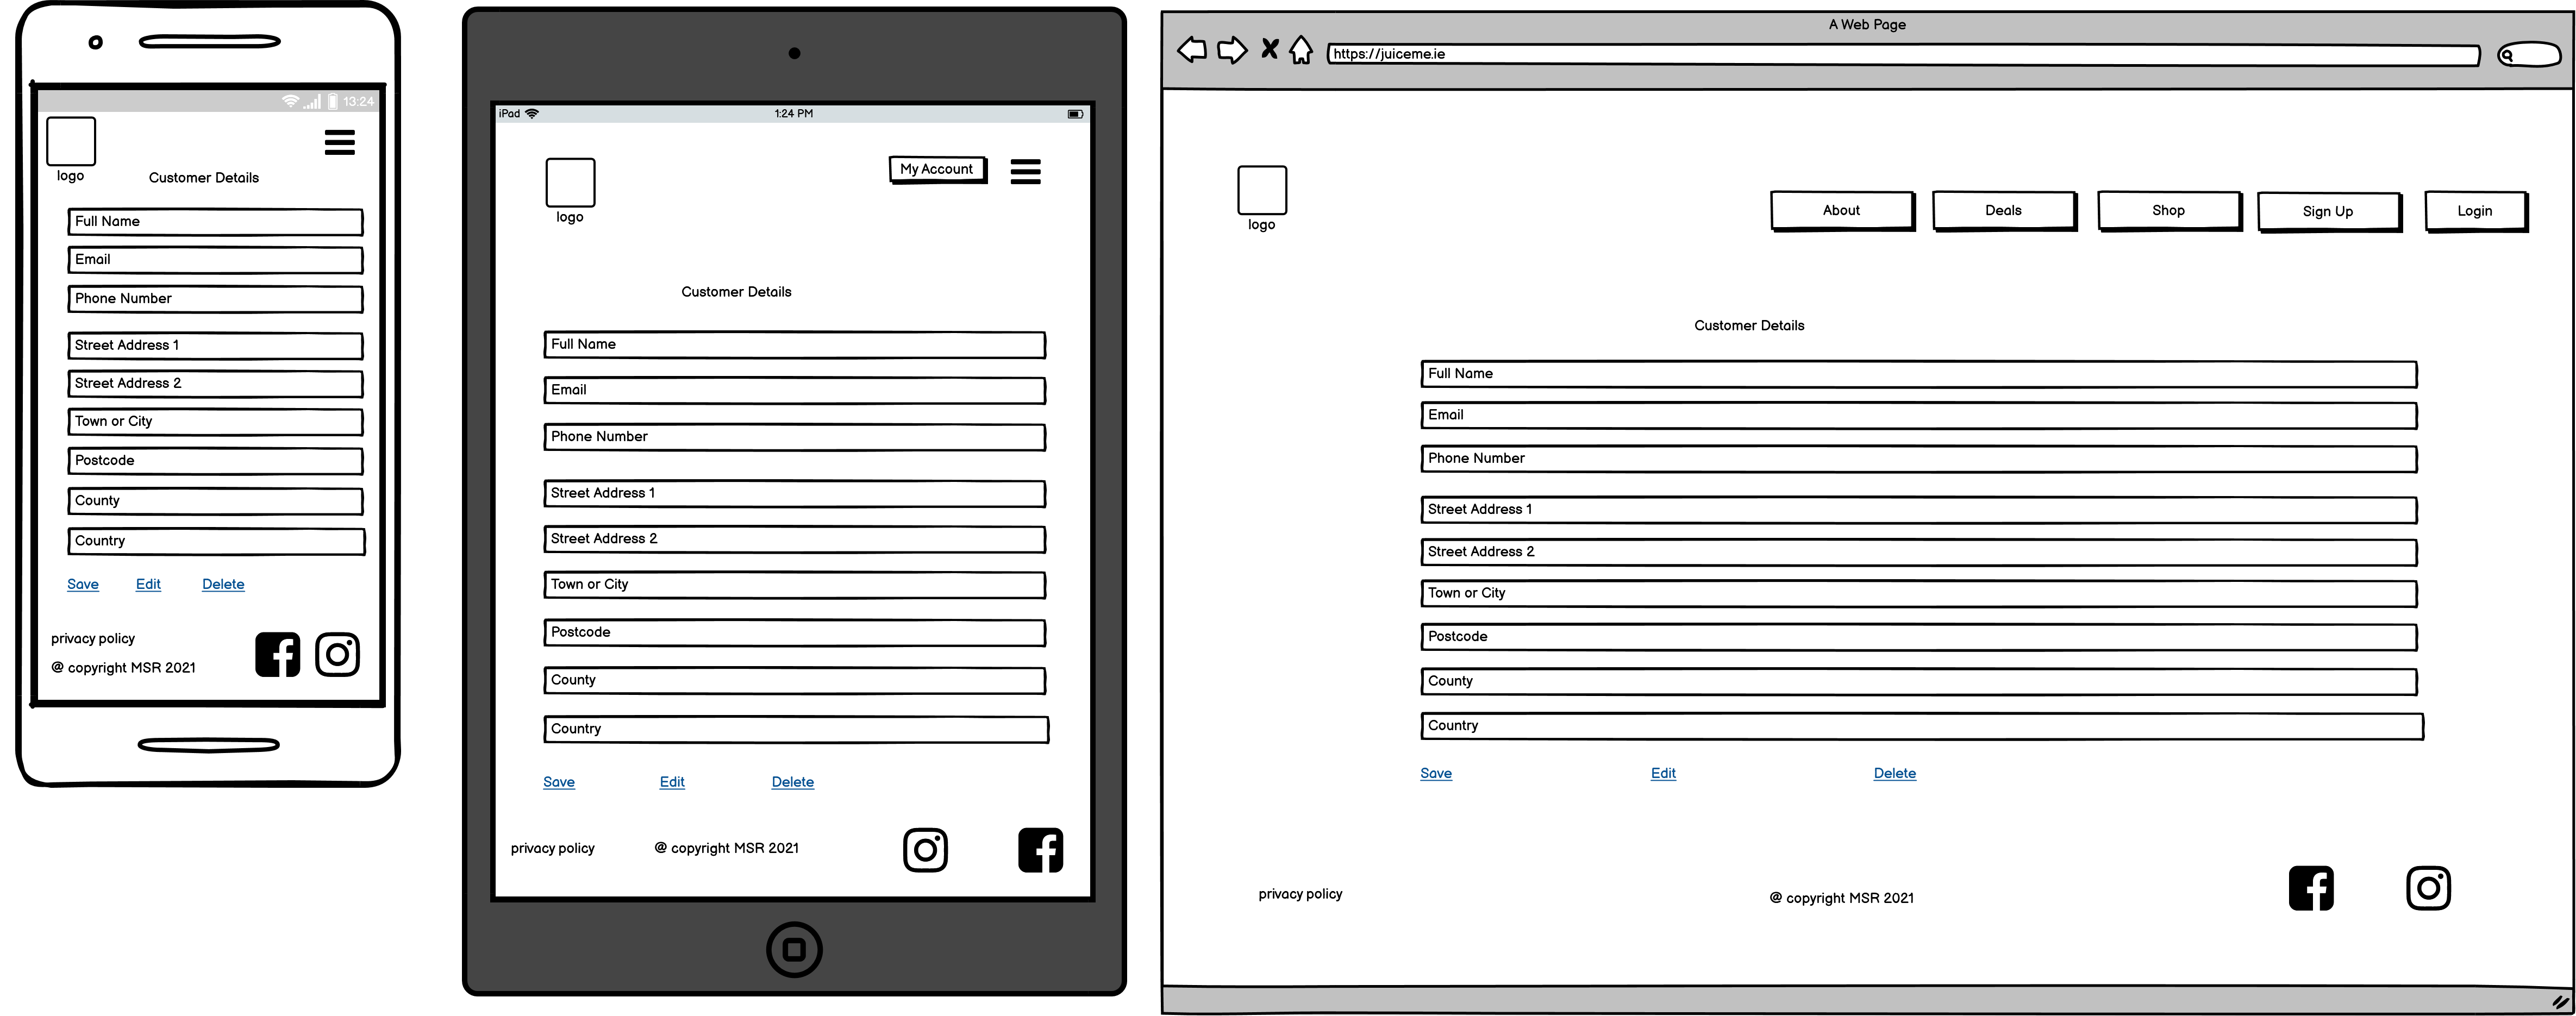 13:24
logo
Customer Details
Full Name
Email
Phone Number
Street Address 1
Street Address 2
Town or City
Postcode
County
Country
Save Edit Delete
privacy policy
@ copyright MSR 2021
iPad 1:24 PM
My Account
logo
Customer Details
Full Name
Email
Phone Number
Street Address 1
Street Address 2
Town or City
Postcode
County
Country
Save Edit Delete
privacy policy @ copyright MSR 2021
A Web Page
https://juiceme.ie
About Deals Shop Sign Up Login
logo
Customer Details
Full Name
Email
Phone Number
Street Address 1
Street Address 2
Town or City
Postcode
County
Country
Save Edit Delete
privacy policy @ copyright MSR 2021